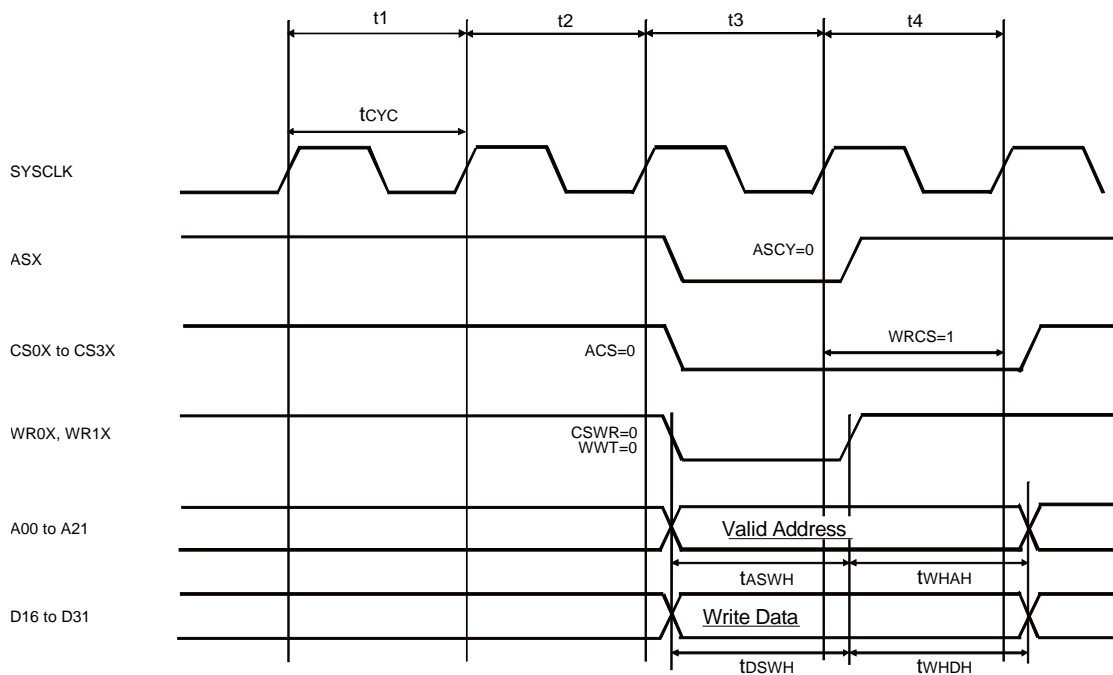 t1 t2 t3 t4
tCYC
SYSCLK
ASX
ASCY=0
CS0X to CS3X
ACS=0
WRCS=1
WR0X, WR1X
CSWR=0
WWT=0
A00 to A21
Valid Address
tASWH tWHAH
D16 to D31
Write Data
tDSWH tWHDH